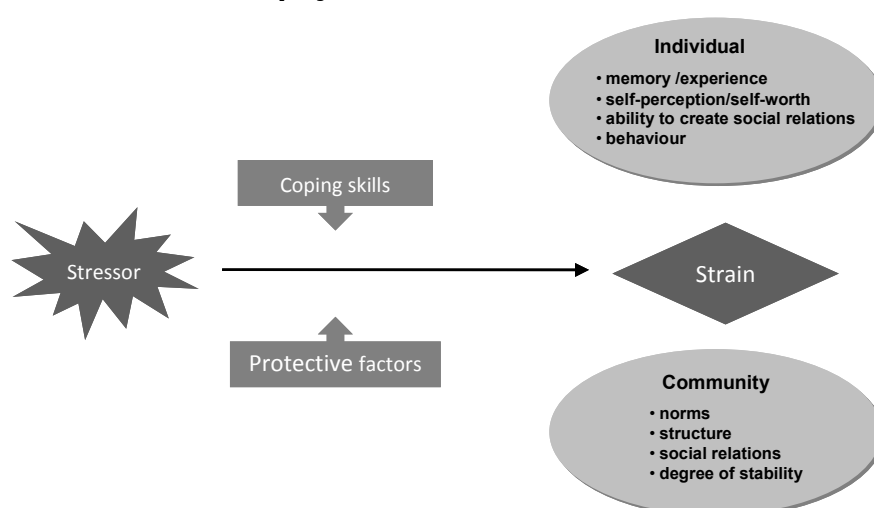 Individual
• memory /experience
• self-perception/self-worth
• ability to create social relations
• behaviour
Coping skills
Stressor
Strain
Protective factors
Community
• norms
• structure
• social relations
• degree of stability